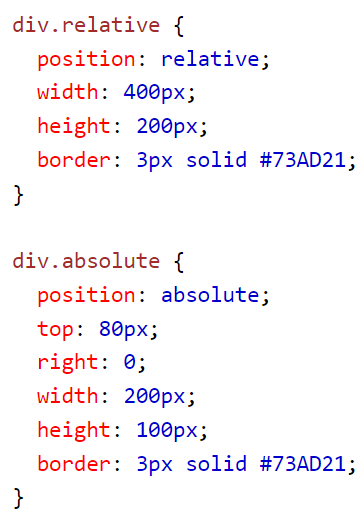 div.relative {
  position: relative;
  width: 400px;
  height: 200px;
  border: 3px solid #73AD21;
}

div.absolute {
  position: absolute;
  top: 80px;
  right: 0;
  width: 200px;
  height: 100px;
  border: 3px solid #73AD21;
}